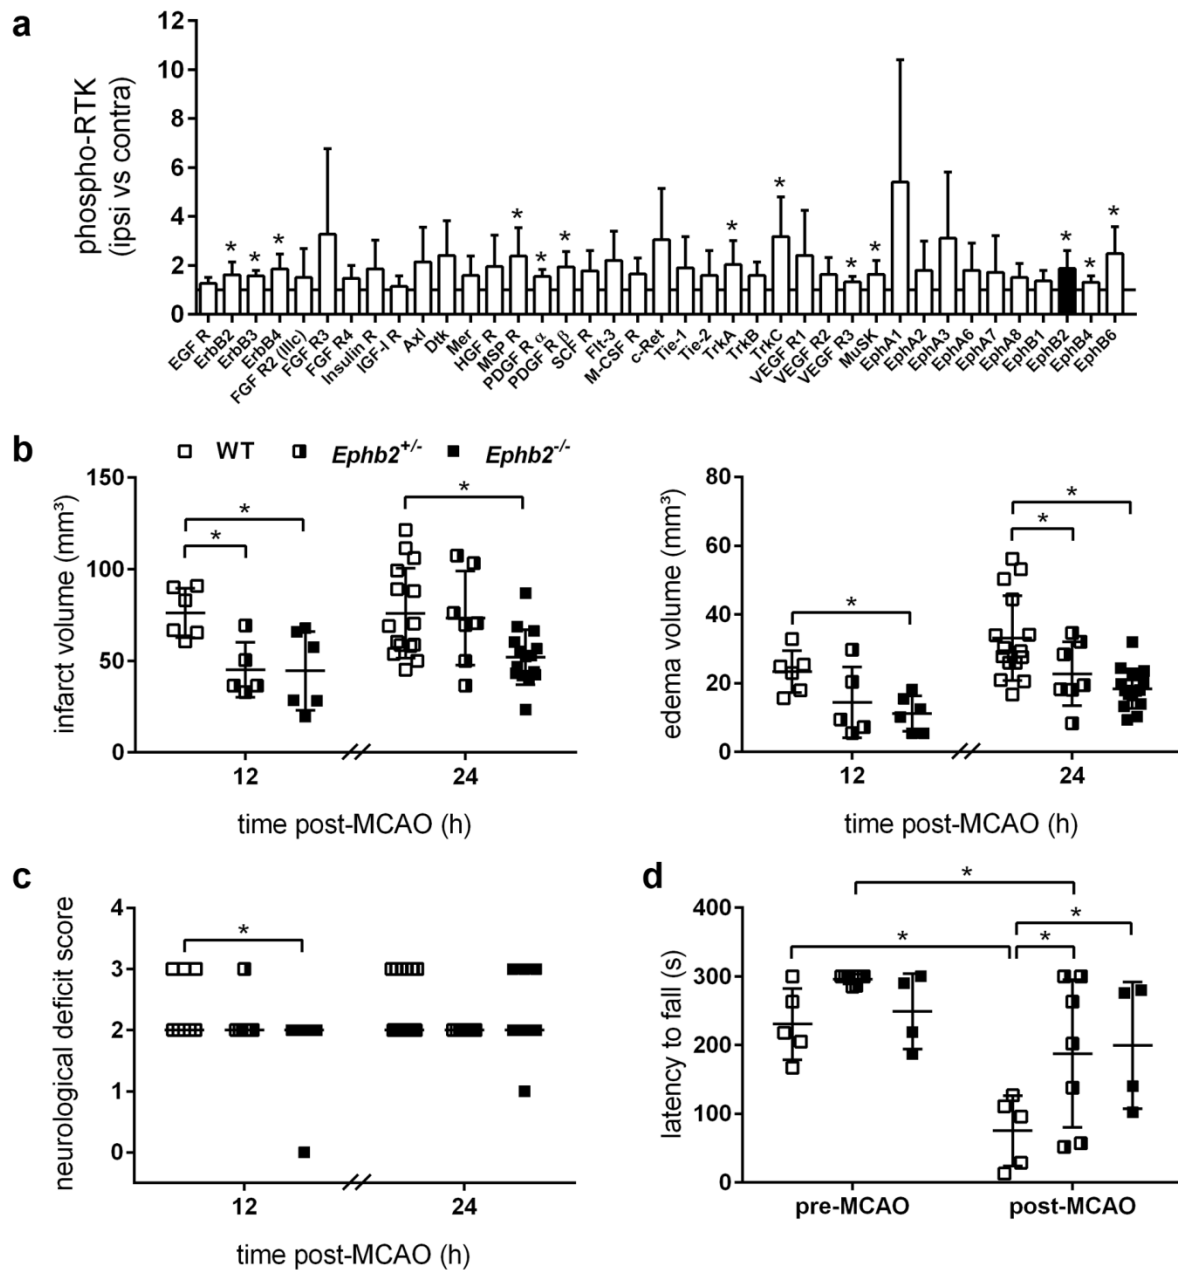 a
phospho-RTK
(ipsi vs contra)
12
10
8
6
4
2
0
* * * * * * * * * * * * *
EGF R
ErbB2
ErbB3
ErbB4
FGF R2 (IIIc)
FGF R3
FGF R4
Insulin R
IGF-I R
Axl
Dtk
Mer
HGF R
MSP R
PDGF R α
PDGF R β
SCF R
Flt-3
M-CSF R
c-Ret
Tie-1
Tie-2
TrkA
TrkB
TrkC
VEGF R1
VEGF R2
VEGF R3
MuSK
EphA1
EphA2
EphA3
EphA6
EphA7
EphA8
EphB1
EphB2
EphB4
EphB6
b
WT Ephb2+/- Ephb2-/-
infarct volume (mm³)
150
100
50
0
* * *
12 24
time post-MCAO (h)
edema volume (mm³)
80
60
40
20
0
* * *
12 24
time post-MCAO (h)
c
neurological deficit score
4
3
2
1
0
*
12 24
time post-MCAO (h)
d
latency to fall (s)
400
300
200
100
0
* * * *
pre-MCAO post-MCAO